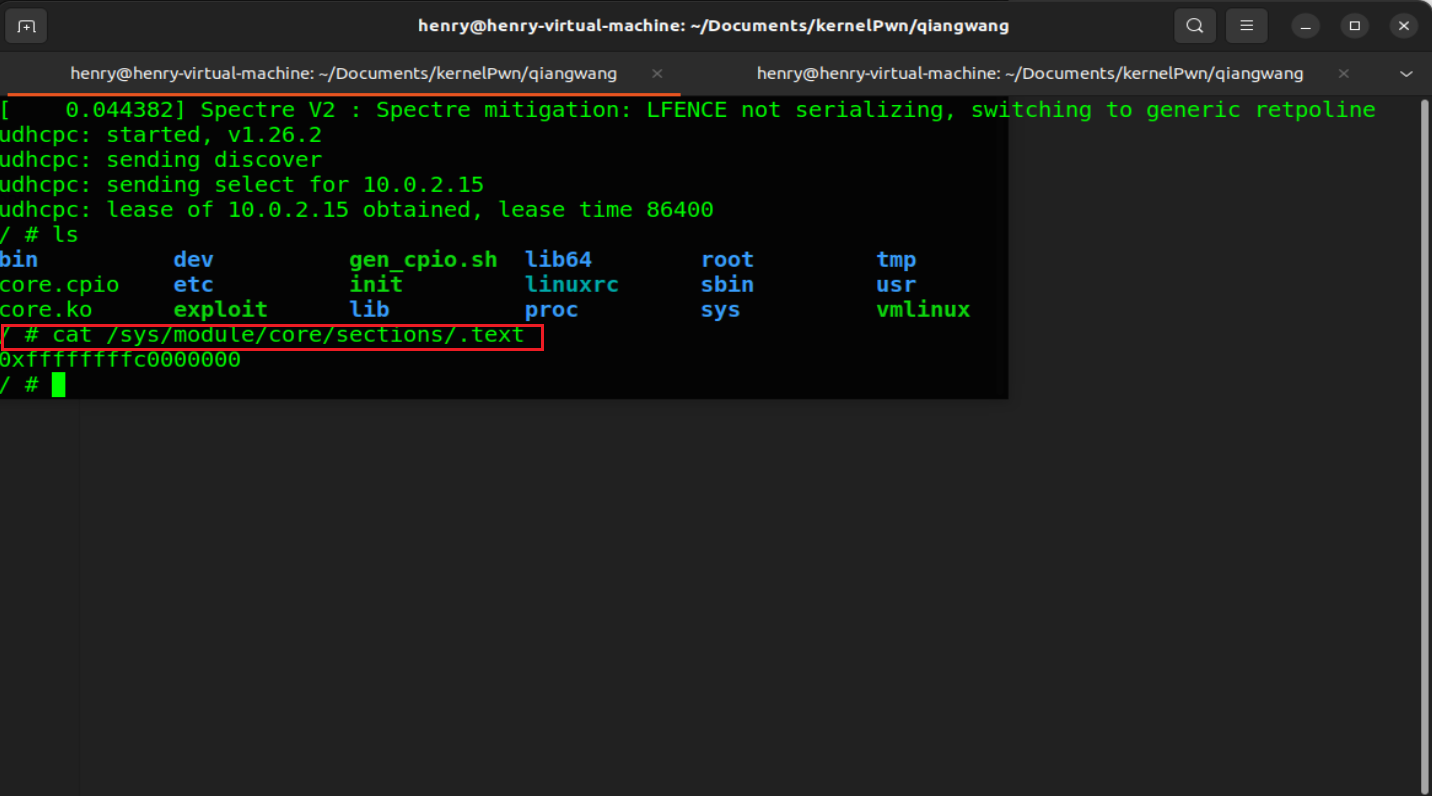 henry@henry-virtual-machine: ~/Documents/kernelPwn/qiangwang
henry@henry-virtual-machine: ~/Documents/kernelPwn/qiangwang henry@henry-virtual-machine: ~/Documents/kernelPwn/qiangwang
[    0.044382] Spectre V2 : Spectre mitigation: LFENCE not serializing, switching to generic retpoline
udhcpc: started, v1.26.2
udhcpc: sending discover
udhcpc: sending select for 10.0.2.15
udhcpc: lease of 10.0.2.15 obtained, lease time 86400
/ # ls
bin          dev          gen_cpio.sh  lib64        root         tmp
core.cpio    etc          init         linuxrc      sbin         usr
core.ko      exploit      lib          proc         sys          vmlinux
/ # cat /sys/module/core/sections/.text
0xffffffffc0000000
/ #